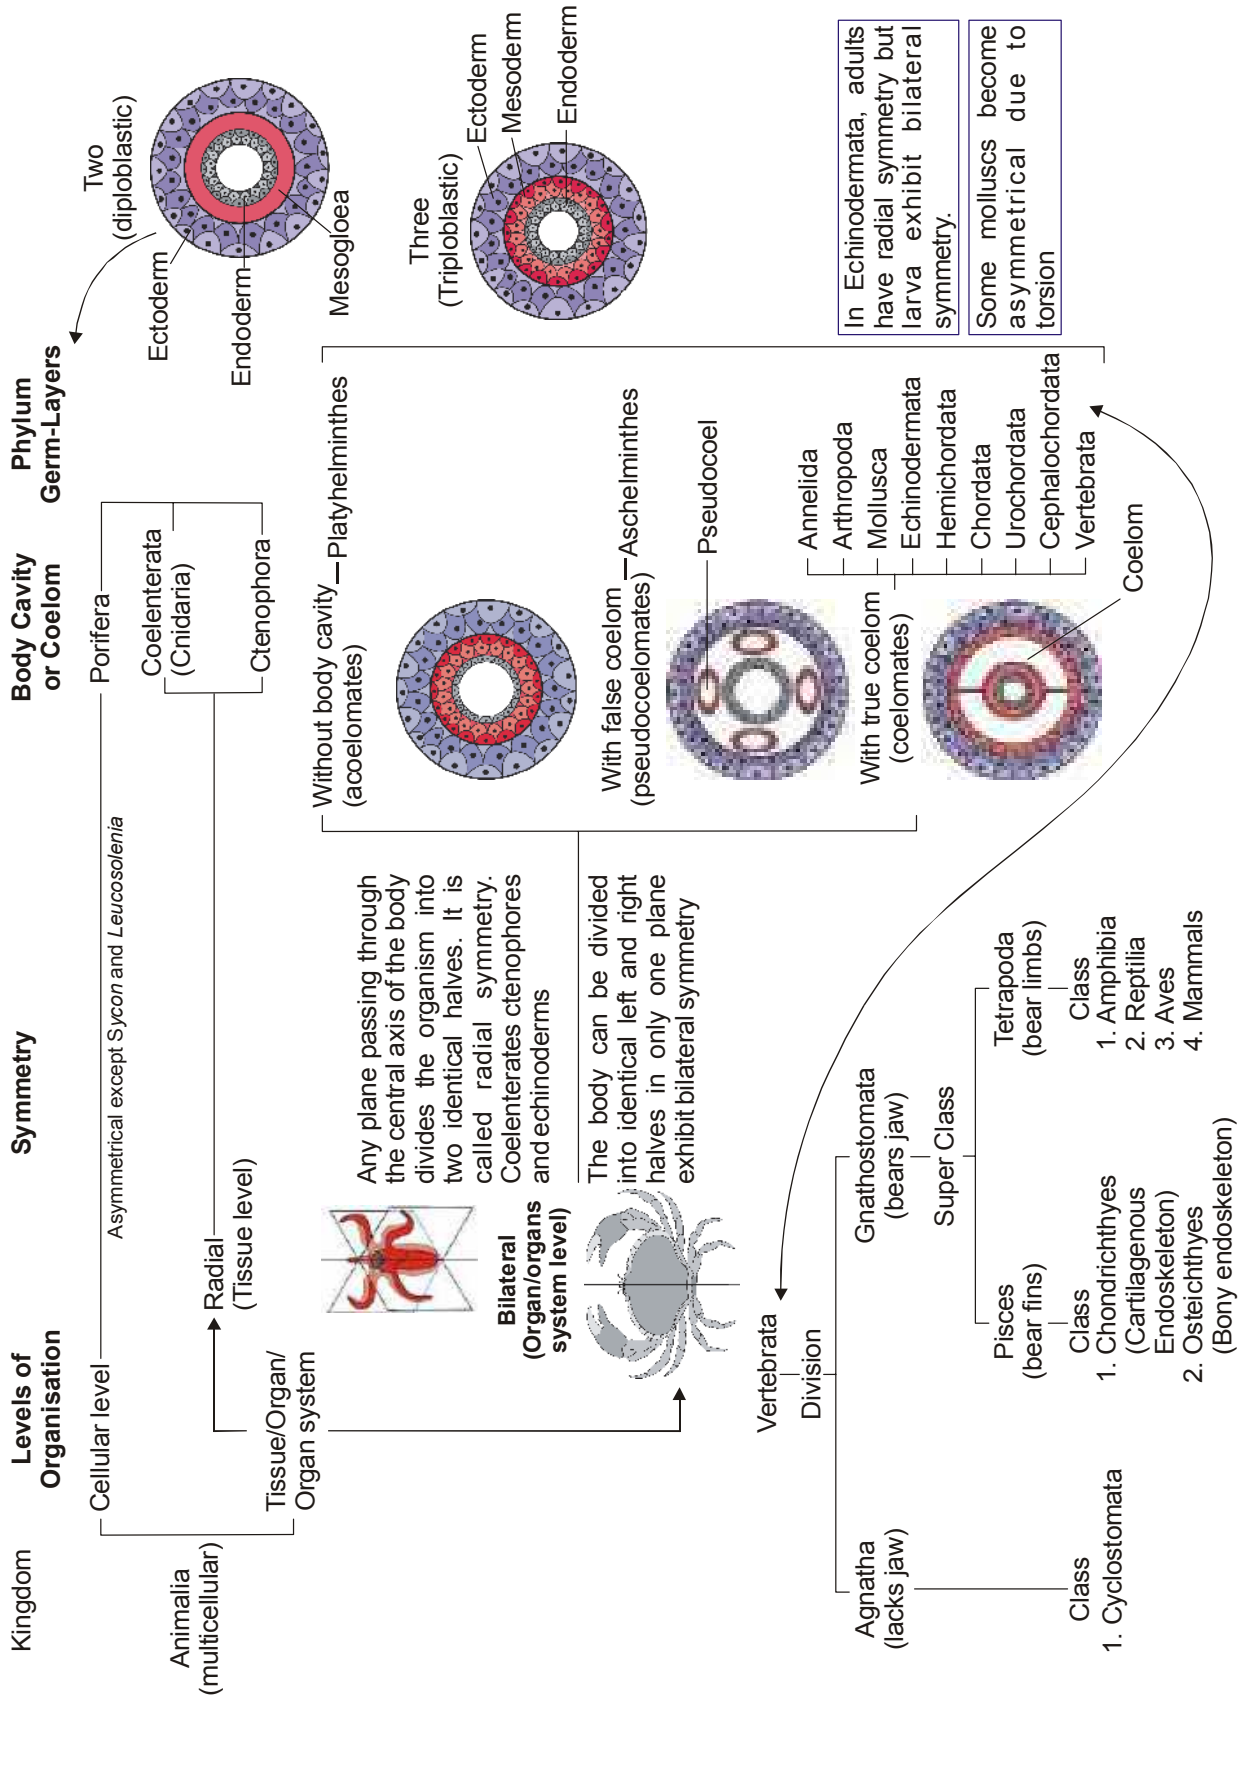 Kingdom
Levels of
Organisation
Symmetry
Body Cavity
or Coelom
Phylum
Germ-Layers
Animalia
(multicellular)
Cellular level
Asymmetrical except Sycon and Leucosolenia
Porifera
Tissue/Organ/
Organ system
Radial
(Tissue level)
Coelenterata
(Cnidaria)
Ctenophora
Two
(diploblastic)
Ectoderm
Endoderm
Mesogloea
Any plane passing through
the central axis of the body
divides the organism into
two identical halves. It is
called radial symmetry.
Coelenterates ctenophores
and echinoderms
Bilateral
(Organ/organs
system level)
The body can be divided
into identical left and right
halves in only one plane
exhibit bilateral symmetry
Without body cavity
(acoelomates)
Platyhelminthes
With false coelom
(pseudocoelomates)
Aschelminthes
Pseudocoel
With true coelom
(coelomates)
Annelida
Arthropoda
Mollusca
Echinodermata
Hemichordata
Chordata
Urochordata
Cephalochordata
Vertebrata
Coelom
Three
(Triploblastic)
Ectoderm
Mesoderm
Endoderm
In Echinodermata, adults
have radial symmetry but
larva exhibit bilateral
symmetry.
Some molluscs become
asymmetrical due to
torsion
Vertebrata
Division
Agnatha
(lacks jaw)
Class
1. Cyclostomata
Gnathostomata
(bears jaw)
Super Class
Pisces
(bear fins)
Class
1. Chondrichthyes
(Cartilagenous
Endoskeleton)
2. Osteichthyes
(Bony endoskeleton)
Tetrapoda
(bear limbs)
Class
1. Amphibia
2. Reptilia
3. Aves
4. Mammals